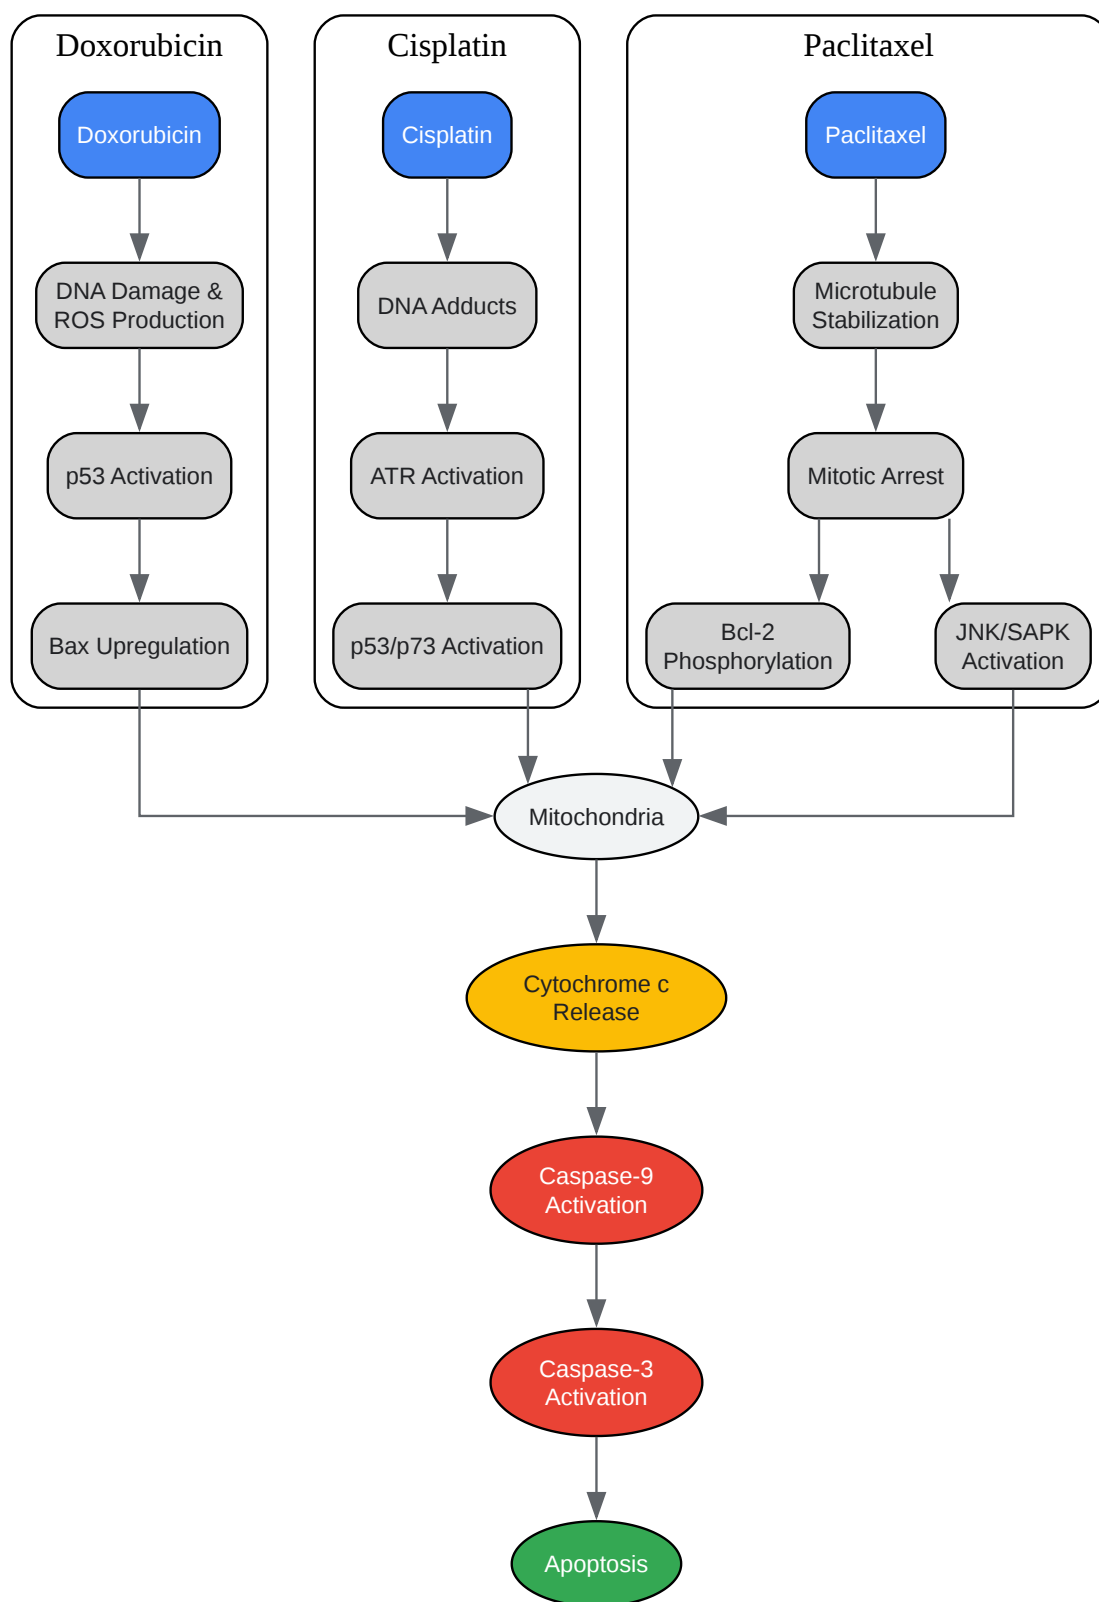 Doxorubicin
Cisplatin
Paclitaxel
Doxorubicin
Cisplatin
Paclitaxel
DNA Damage &
ROS Production
DNA Adducts
Microtubule
Stabilization
p53 Activation
ATR Activation
Mitotic Arrest
Bax Upregulation
p53/p73 Activation
Bcl-2
Phosphorylation
JNK/SAPK
Activation
Mitochondria
Cytochrome c
Release
Caspase-9
Activation
Caspase-3
Activation
Apoptosis